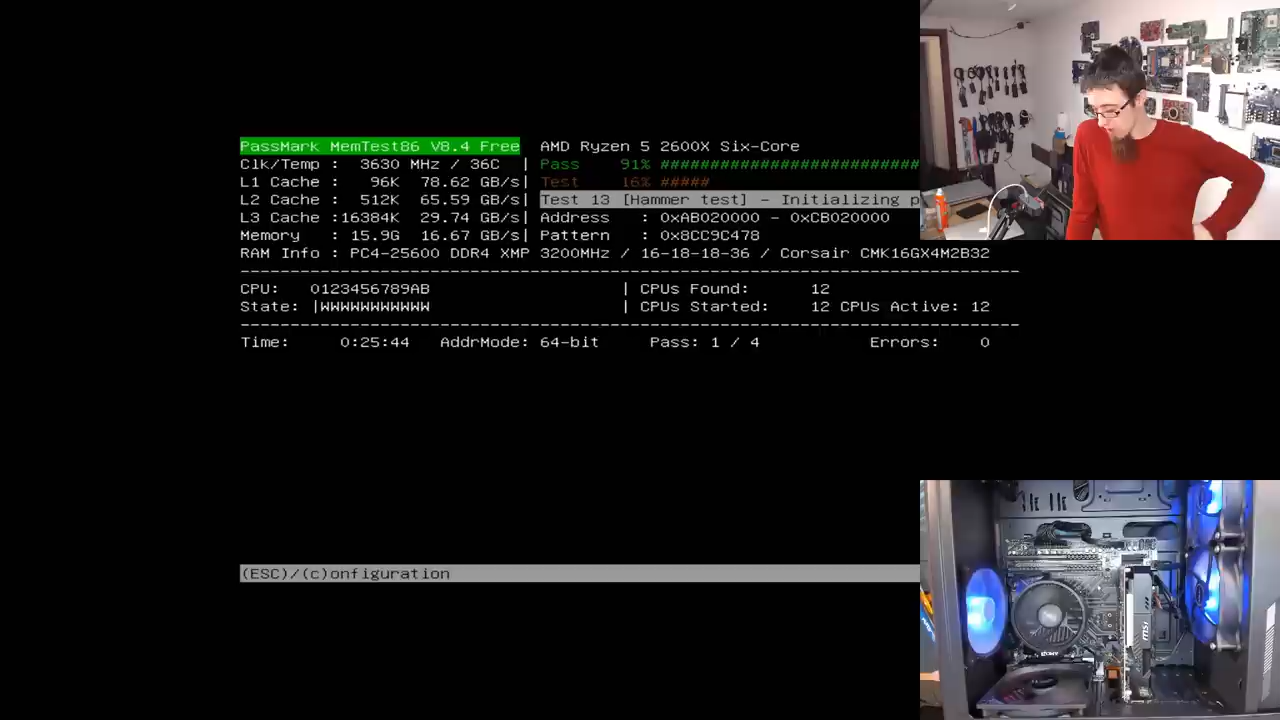 PassMark MemTest86 V8.4 Free AMD Ryzen 5 2600X Six-Core
Clk/Temp : 3630 MHz / 36C | Pass 91% ##########################
L1 Cache : 96K 78.62 GB/s| Test 16% #####
L2 Cache : 512K 65.59 GB/s| Test 13 [Hammer test] - Initializing p
L3 Cache :16384K 29.74 GB/s| Address : 0xAB020000 - 0xCB020000
Memory : 15.9G 16.67 GB/s| Pattern : 0x8CC9C478
RAM Info : PC4-25600 DDR4 XMP 3200MHz / 16-18-18-36 / Corsair CMK16GX4M2B32
------------------------------------------------------------------------------
CPU: 0123456789AB | CPUs Found: 12
State: |WWWWWWWWWWW | CPUs Started: 12 CPUs Active: 12
------------------------------------------------------------------------------
Time: 0:25:44 AddrMode: 64-bit Pass: 1 / 4 Errors: 0
(ESC)/(c)onfiguration
msi